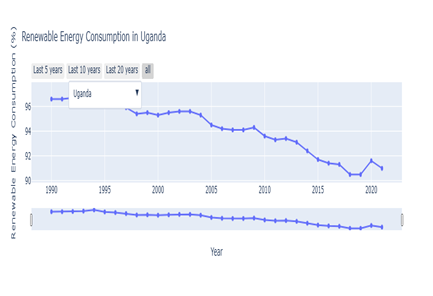 Renewable Energy Consumption in Uganda
Last 5 years Last 10 years Last 20 years all
Uganda
Renewable Energy Consumption (%)
96
94
92
90
1990 1995 2000 2005 2010 2015 2020
Year